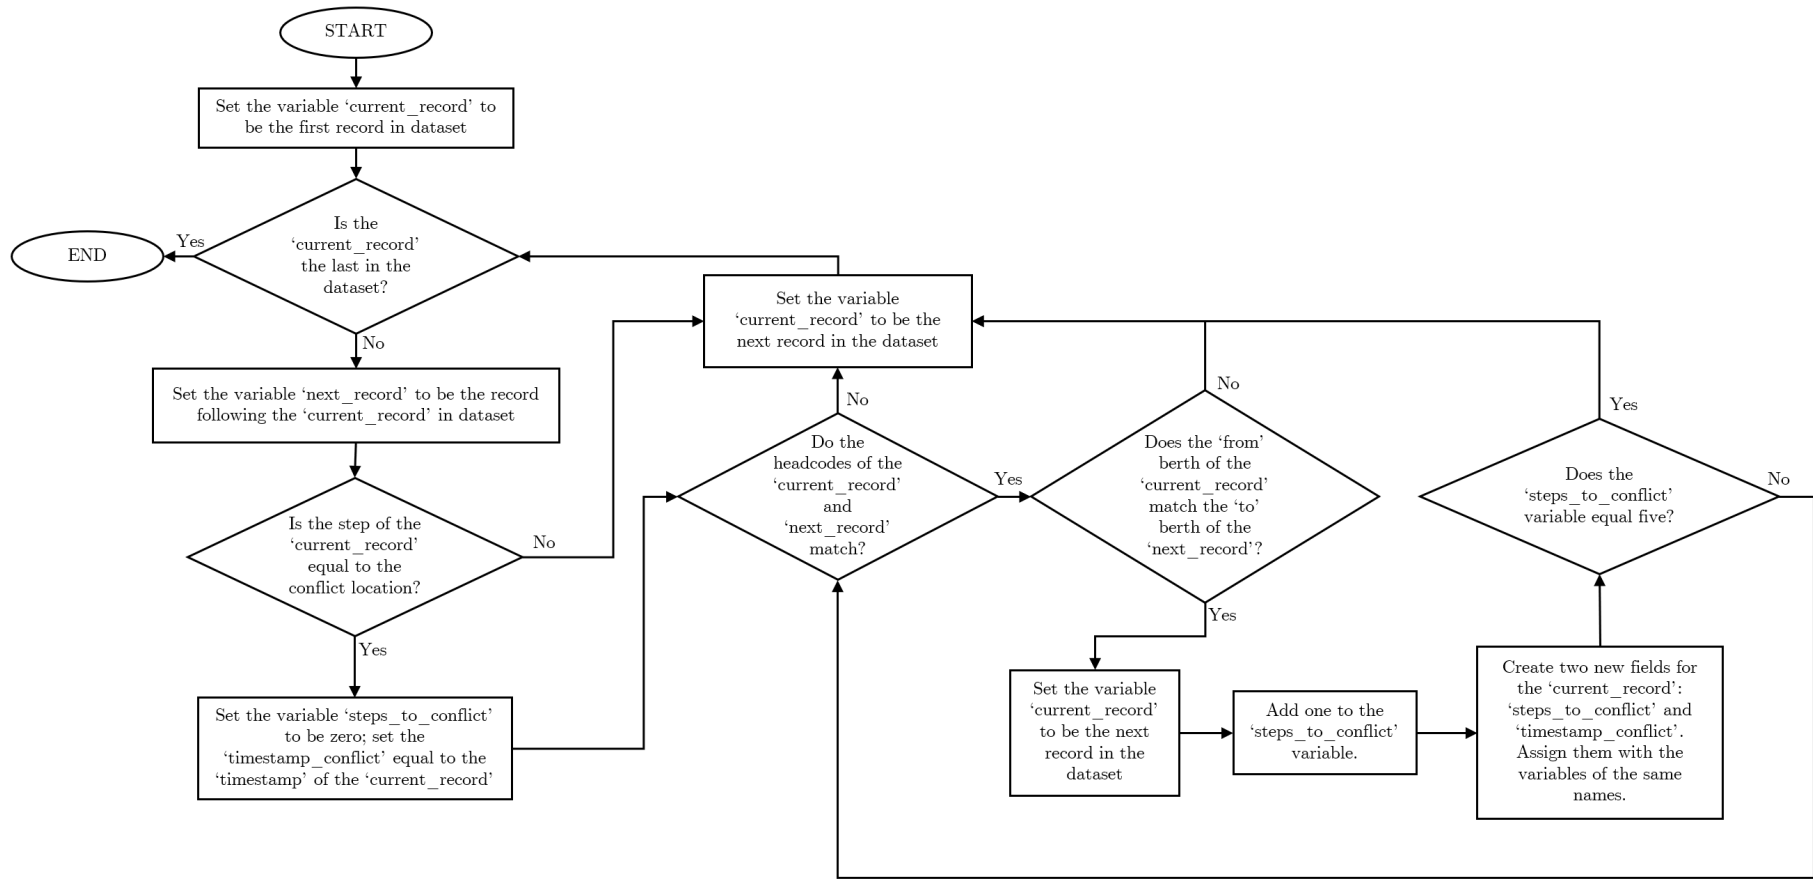 START
Set the variable ‘current_record’ to
be the first record in dataset
Is the
‘current_record’
the last in the
dataset?
Yes
END
No
Set the variable ‘next_record’ to be the record
following the ‘current_record’ in dataset
Is the step of the
‘current_record’
equal to the
conflict location?
No
Yes
Set the variable ‘steps_to_conflict’
to be zero; set the
‘timestamp_conflict’ equal to the
‘timestamp’ of the ‘current_record’
Set the variable
‘current_record’ to be the
next record in the dataset
No
Do the
headcodes of the
‘current_record’
and
‘next_record’
match?
Yes
No
Does the ‘from’
berth of the
‘current_record’
match the ‘to’
berth of the
‘next_record’?
Yes
Set the variable
‘current_record’
to be the next
record in the
dataset
Add one to the
‘steps_to_conflict’
variable.
Create two new fields for
the ‘current_record’:
‘steps_to_conflict’ and
‘timestamp_conflict’.
Assign them with the
variables of the same
names.
Yes
Does the
‘steps_to_conflict’
variable equal five?
No